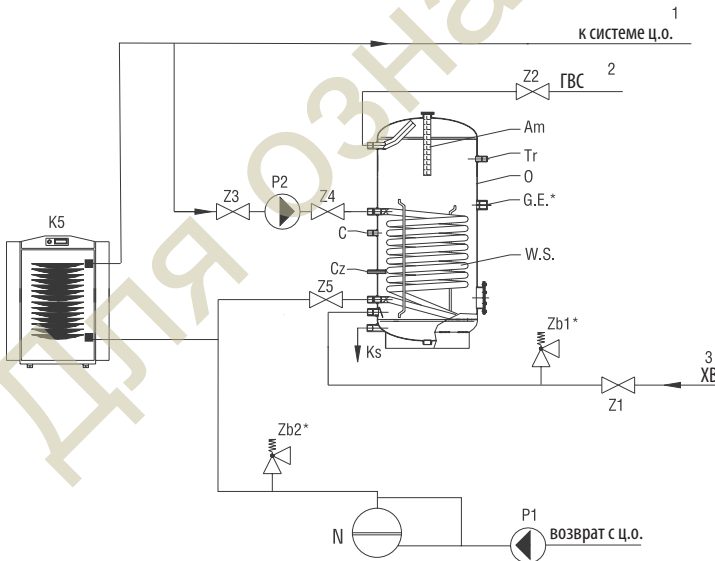 1
к системе ц.о.
Z2
ГВС
2
Am
Tr
O
G.E.*
Z3
P2
Z4
K5
C
W.S.
Cz
Z5
Zb1*
Ks
3
ХВ
Z1
Zb2*
N
P1
возврат с ц.о.
Для озна